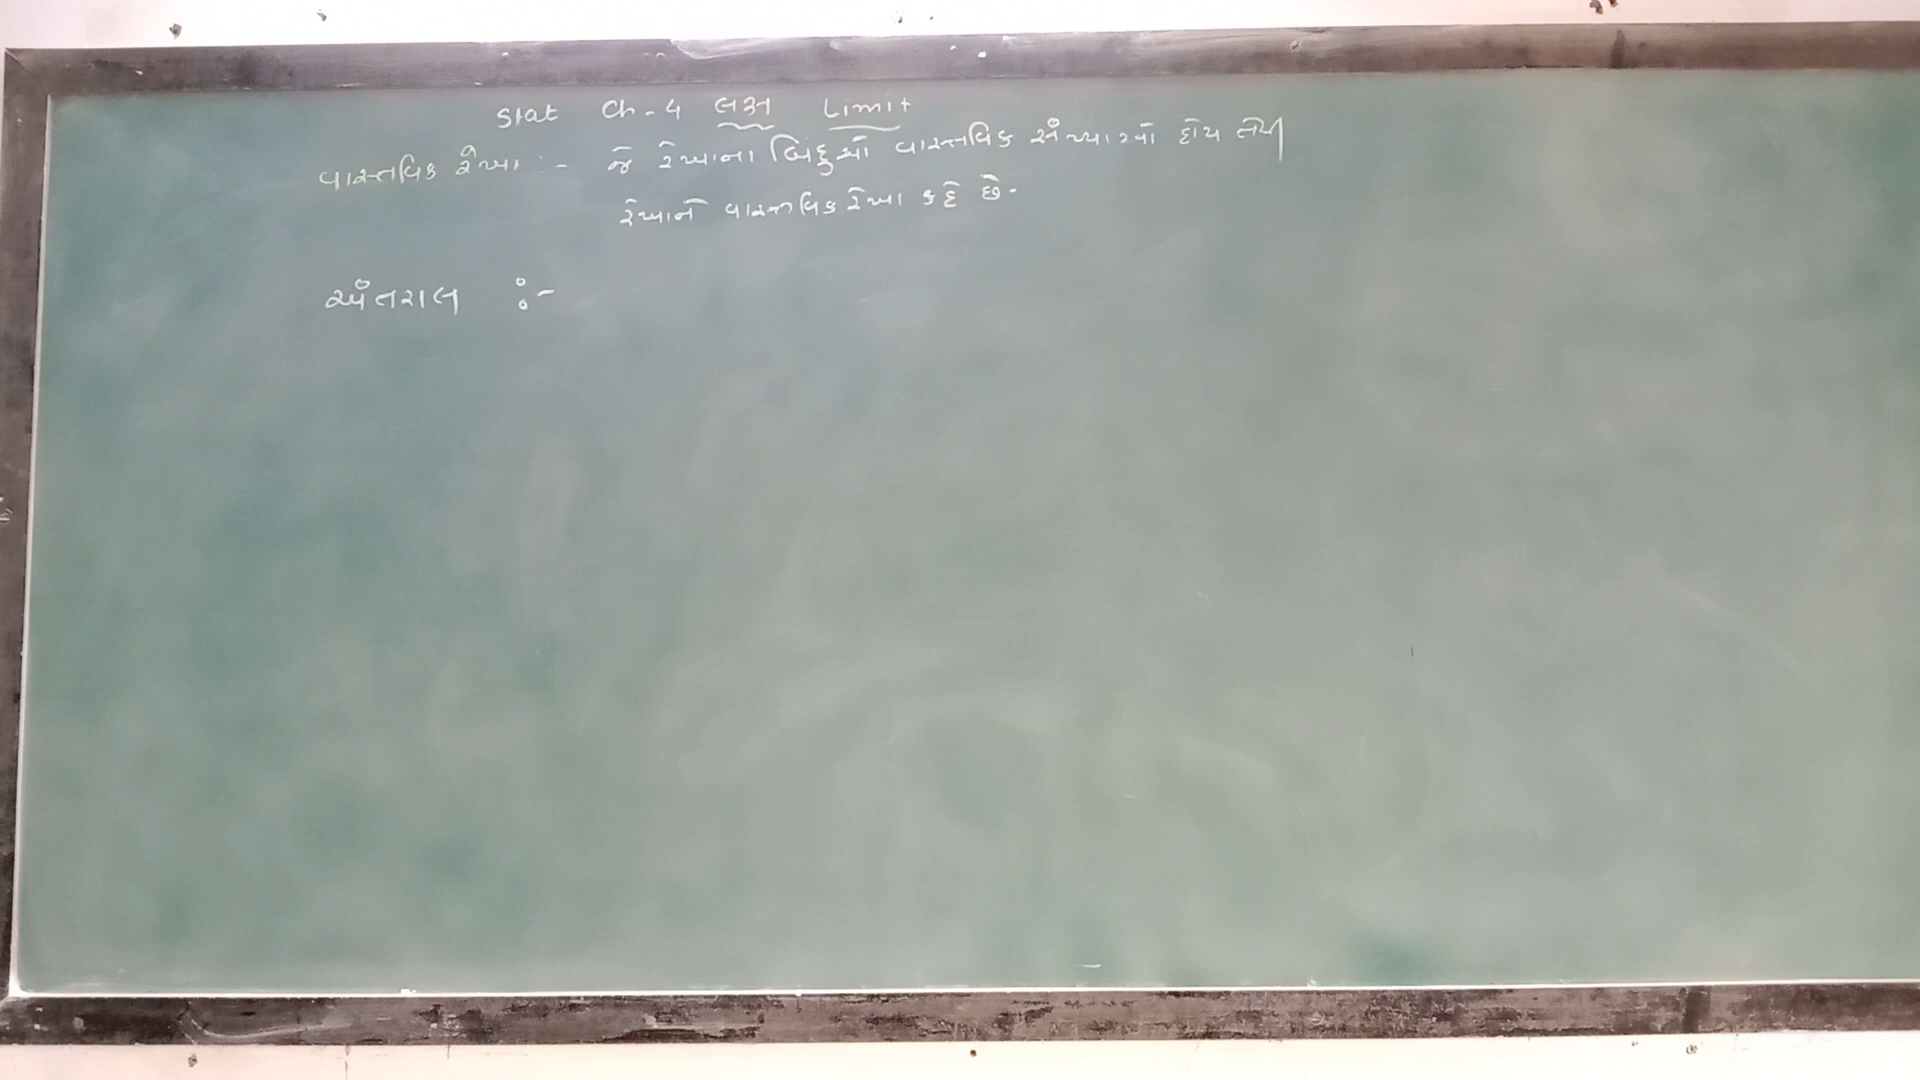 Stat Ch-4 લક્ષ Limit
વાસ્તવિક રેખા :- જે રેખાના બિંદુઓ વાસ્તવિક સંખ્યાઓ હોય તેવી
રેખાને વાસ્તવિક રેખા કહે છે.
અંતરાલ :-